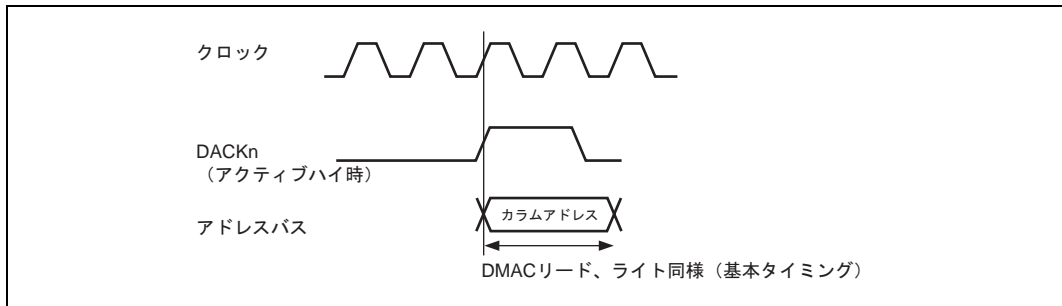 クロック
DACKn
（アクティブハイ時）
アドレスバス
カラムアドレス
DMACリード、ライト同様（基本タイミング）